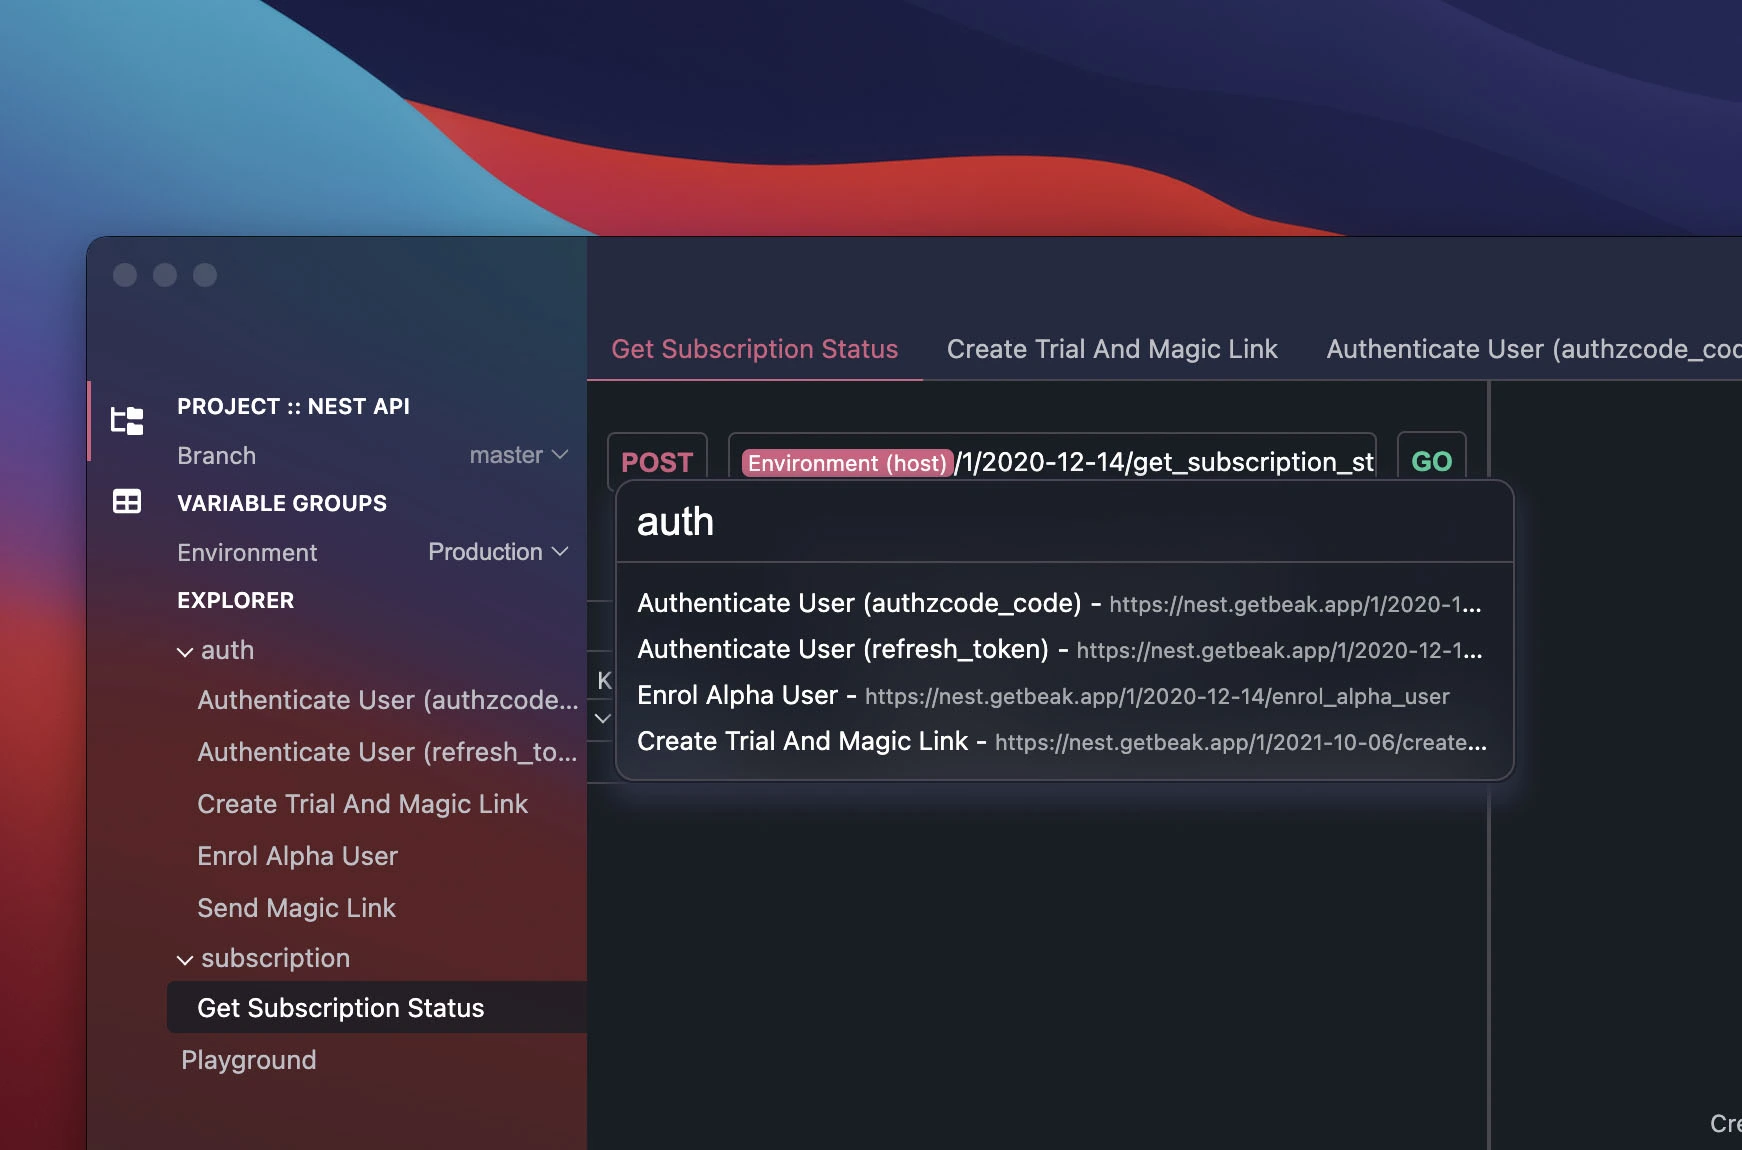 Get Subscription Status
Create Trial And Magic Link
Authenticate User (authzcode_cod
PROJECT :: NEST API
Branch
master
VARIABLE GROUPS
Environment
Production
EXPLORER
auth
Authenticate User (authzcode...
Authenticate User (refresh_to...
Create Trial And Magic Link
Enrol Alpha User
Send Magic Link
subscription
Get Subscription Status
Playground
POST
Environment (host)/1/2020-12-14/get_subscription_st
GO
auth
Authenticate User (authzcode_code) - https://nest.getbeak.app/1/2020-1...
Authenticate User (refresh_token) - https://nest.getbeak.app/1/2020-12-1...
Enrol Alpha User - https://nest.getbeak.app/1/2020-12-14/enrol_alpha_user
Create Trial And Magic Link - https://nest.getbeak.app/1/2021-10-06/create...
K
Cre